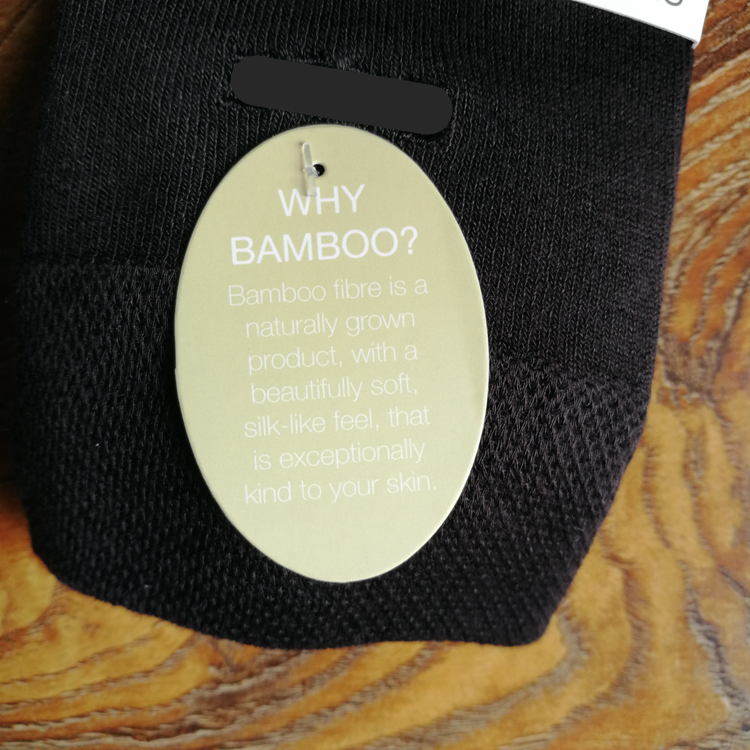 WHY
BAMBOO?
Bamboo fibre is a
naturally grown
product, with a
beautifully soft,
silk-like feel, that
is exceptionally
kind to your skin.